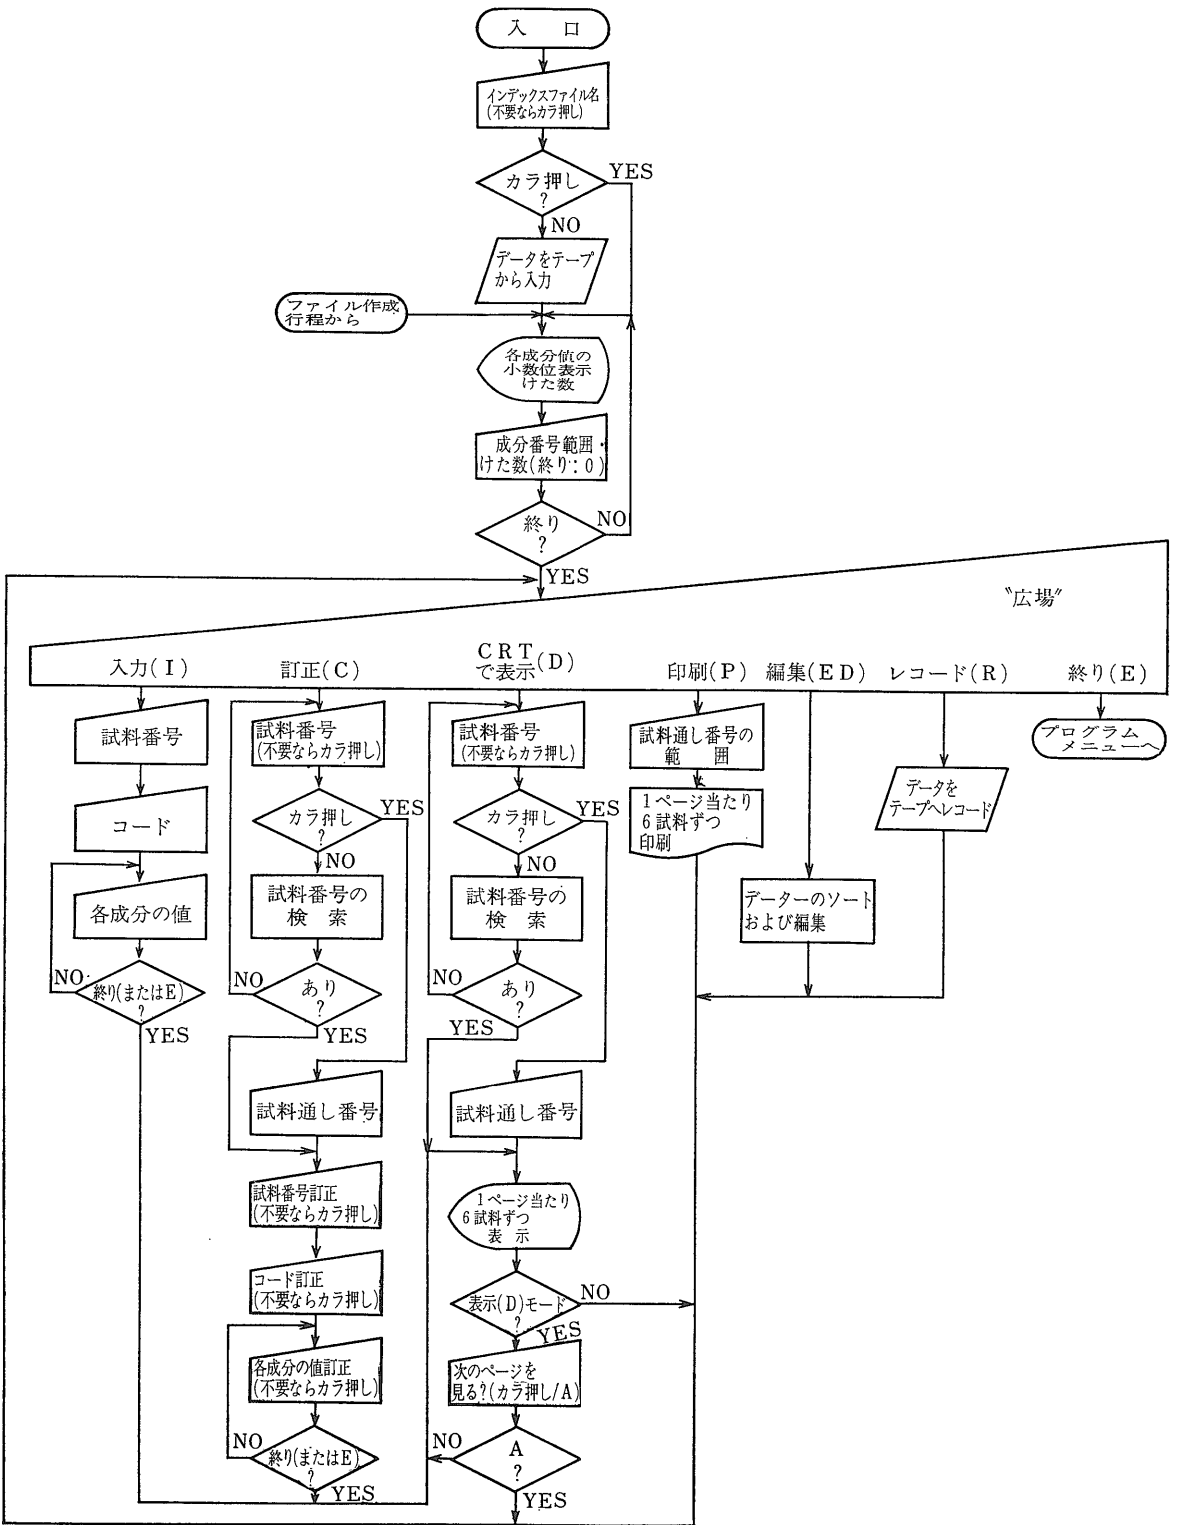 入　口
インデックスファイル名
(不要ならカラ押し)
カラ押し
?
YES
NO
データをテープ
から入力
ファイル作成
行程から
各成分値の
小数位表示
けた数
成分番号範囲・
けた数(終り:0)
終り
?
NO
YES
〝広場〞
入力(I)
訂正(C)
CRT
で表示(D)
印刷(P)
編集(ED)
レコード(R)
終り(E)
試料番号
コード
各成分の値
終り(またはE)
?
NO
YES
試料番号
(不要ならカラ押し)
カラ押し
?
YES
NO
試料番号の
検　索
あり
?
NO
YES
試料通し番号
試料番号訂正
(不要ならカラ押し)
コード訂正
(不要ならカラ押し)
各成分の値訂正
(不要ならカラ押し)
終り(またはE)
?
NO
YES
試料番号
(不要ならカラ押し)
カラ押し
?
YES
NO
試料番号の
検　索
あり
?
NO
YES
試料通し番号
1ページ当たり
6試料ずつ
表　示
表示(D)モード
?
NO
YES
次のページを
見る?(カラ押し/A)
A
?
NO
YES
試料通し番号の
範　囲
1ページ当たり
6試料ずつ
印刷
データーのソート
および編集
データを
テープへレコード
プログラム
メニューへ